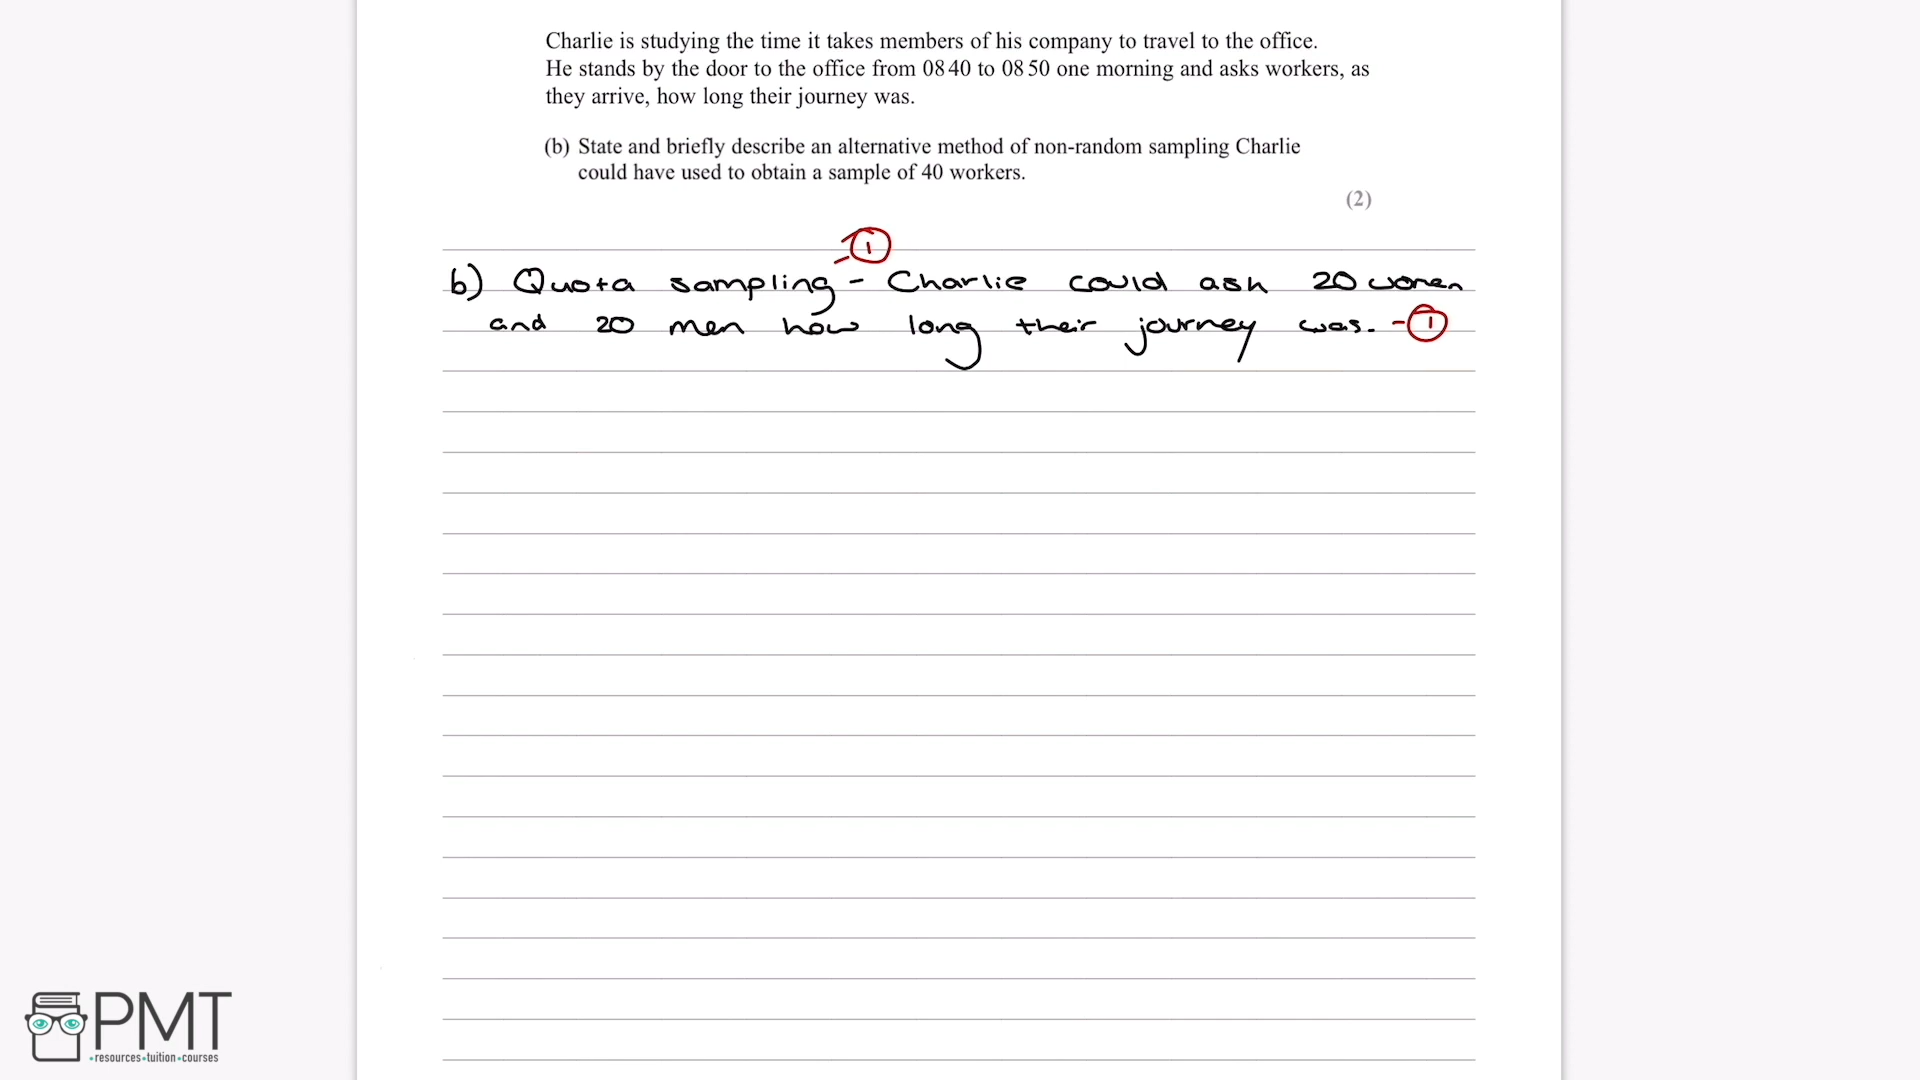 Charlie is studying the time it takes members of his company to travel to the office.
He stands by the door to the office from 08 40 to 08 50 one morning and asks workers, as
they arrive, how long their journey was.
(b) State and briefly describe an alternative method of non-random sampling Charlie
could have used to obtain a sample of 40 workers.
(2)
①
b) Quota sampling - Charlie could ask 20 women
and 20 men how long their journey was. - ①
PMT
•resources•tuition•courses